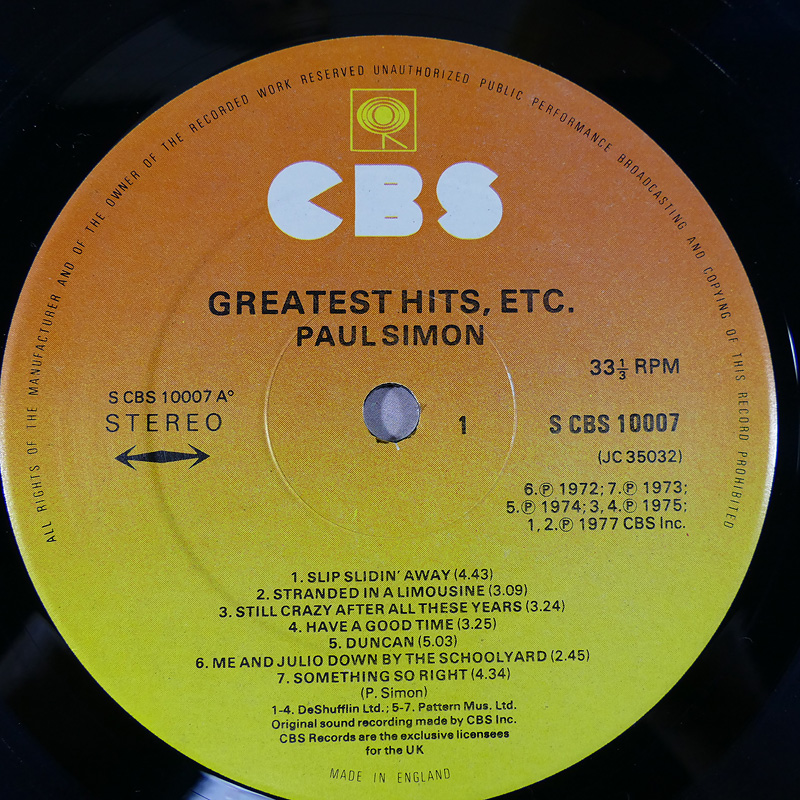 ALL RIGHTS OF THE MANUFACTURER AND OF THE OWNER OF THE RECORDED WORK RESERVED UNAUTHORIZED PUBLIC PERFORMANCE BROADCASTING AND COPYING OF THIS RECORD PROHIBITED
CBS
GREATEST HITS, ETC.
PAUL SIMON
33⅓ RPM
S CBS 10007 A°
STEREO
1
S CBS 10007
(JC 35032)
6.℗ 1972; 7.℗ 1973;
5.℗ 1974; 3, 4.℗ 1975;
1, 2.℗ 1977 CBS Inc.
1. SLIP SLIDIN' AWAY (4.43)
2. STRANDED IN A LIMOUSINE (3.09)
3. STILL CRAZY AFTER ALL THESE YEARS (3.24)
4. HAVE A GOOD TIME (3.25)
5. DUNCAN (5.03)
6. ME AND JULIO DOWN BY THE SCHOOLYARD (2.45)
7. SOMETHING SO RIGHT (4.34)
(P. Simon)
1-4. DeShufflin Ltd.; 5-7. Pattern Mus. Ltd.
Original sound recording made by CBS Inc.
CBS Records are the exclusive licensees
for the UK
MADE IN ENGLAND